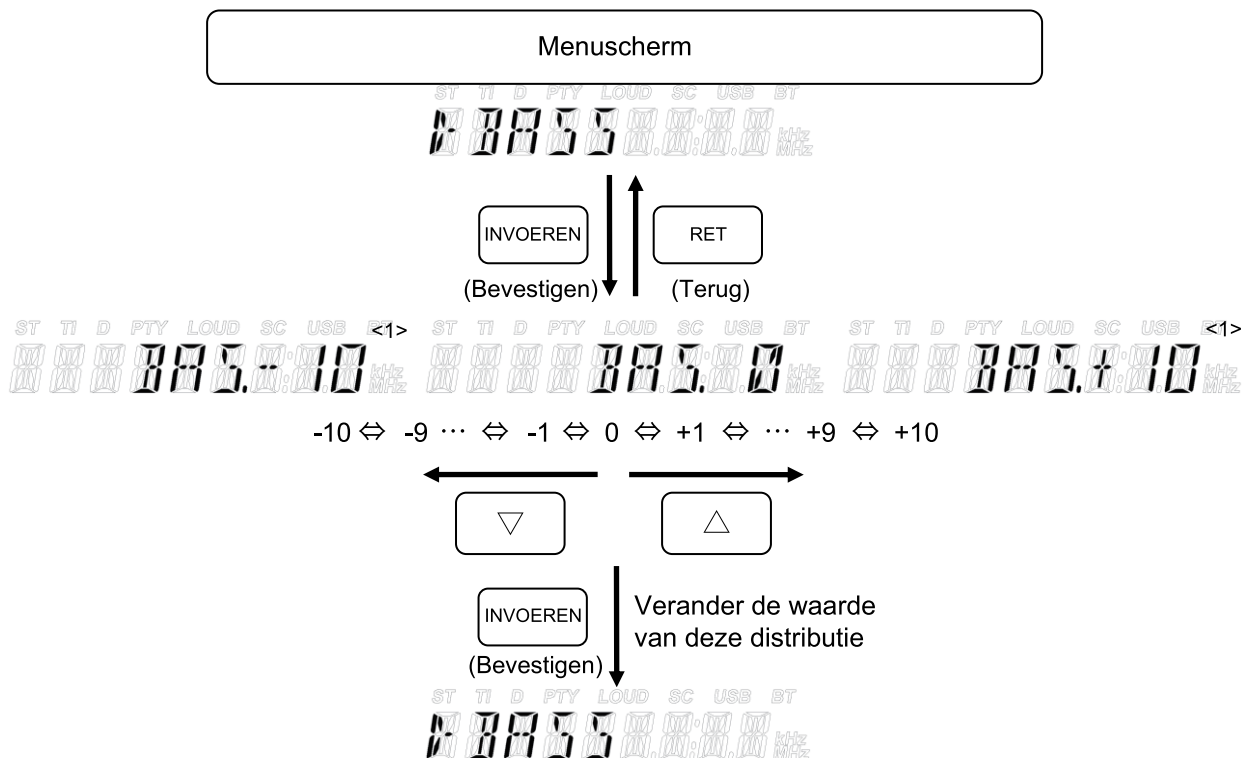 Menuscherm
ST TI D PTY LOUD SC USB BT
BASS kHz
MHz
INVOEREN RET
(Bevestigen) (Terug)
ST TI D PTY LOUD SC USB <1> ST TI D PTY LOUD SC USB BT ST TI D PTY LOUD SC USB <1>
BAS.- 10 kHz BAS. 0 kHz BAS.+ 10 kHz
MHz MHz MHz
-10 ⇔ -9 ⋯ ⇔ -1 ⇔ 0 ⇔ +1 ⇔ ⋯ +9 ⇔ +10
▽ △
INVOEREN Verander de waarde
van deze distributie
(Bevestigen)
ST TI D PTY LOUD SC USB BT
BASS kHz
MHz